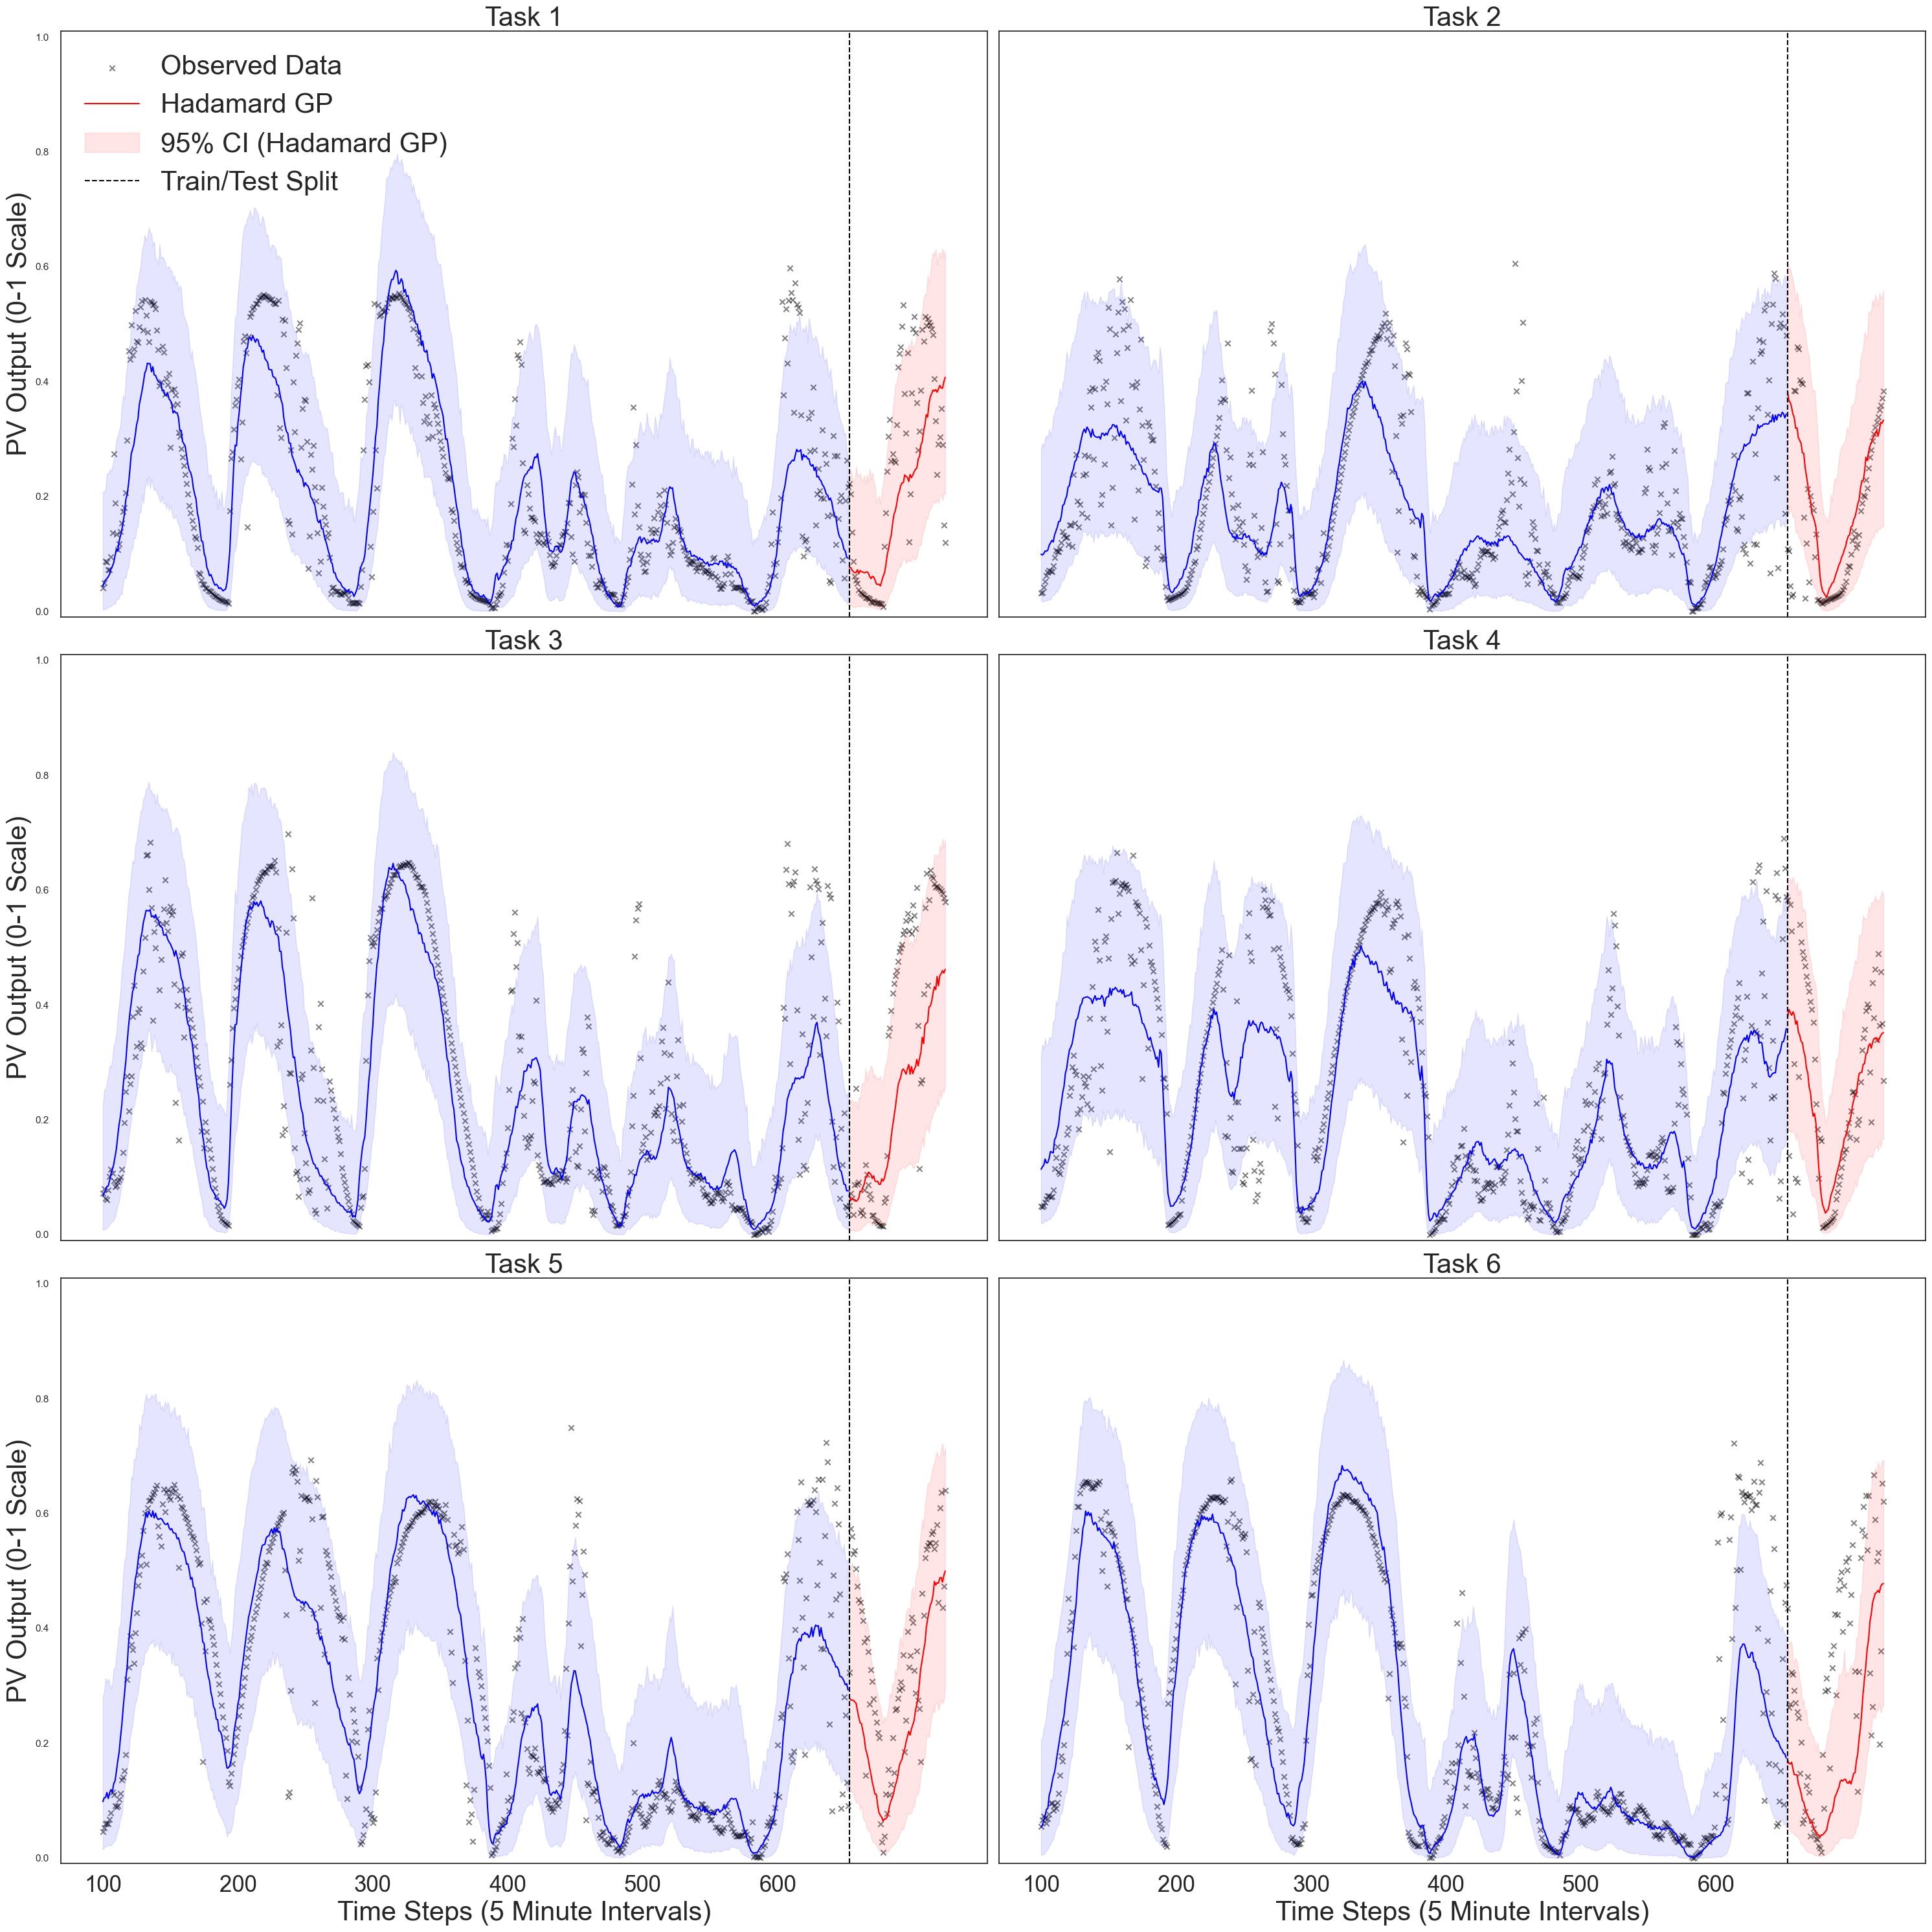 Task 1
Task 2
1.0
0.8
0.6
0.4
0.2
0.0
PV Output (0-1 Scale)
Observed Data
Hadamard GP
95% CI (Hadamard GP)
Train/Test Split
Task 3
Task 4
1.0
0.8
0.6
0.4
0.2
0.0
PV Output (0-1 Scale)
Task 5
Task 6
1.0
0.8
0.6
0.4
0.2
0.0
PV Output (0-1 Scale)
100 200 300 400 500 600
Time Steps (5 Minute Intervals)
100 200 300 400 500 600
Time Steps (5 Minute Intervals)